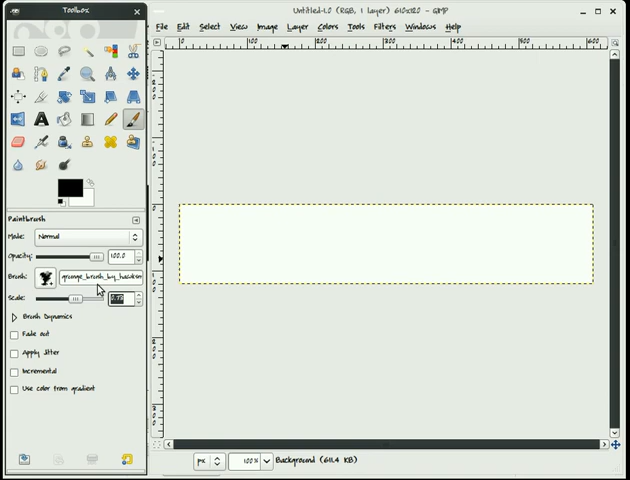 Toolbox
Untitled-1.0 (RGB, 1 layer) 610x120 – GIMP
File Edit Select View Image Layer Colors Tools Filters Windows Help
0 100 200 300 400 500 600
Paintbrush
Mode: Normal
Opacity: 100.0
Brush: grunge_brush_by_hawksm
Scale:
Brush Dynamics
Fade out
Apply Jitter
Incremental
Use color from gradient
px 100% Background (611.4 KB)